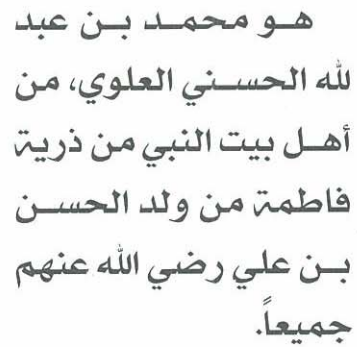 هو محمد بن عبد
لله الحسني العلوي، من
أهل بيت النبي من ذرية
فاطمة من ولد الحسن
بن علي رضي الله عنهم
جميعاً.